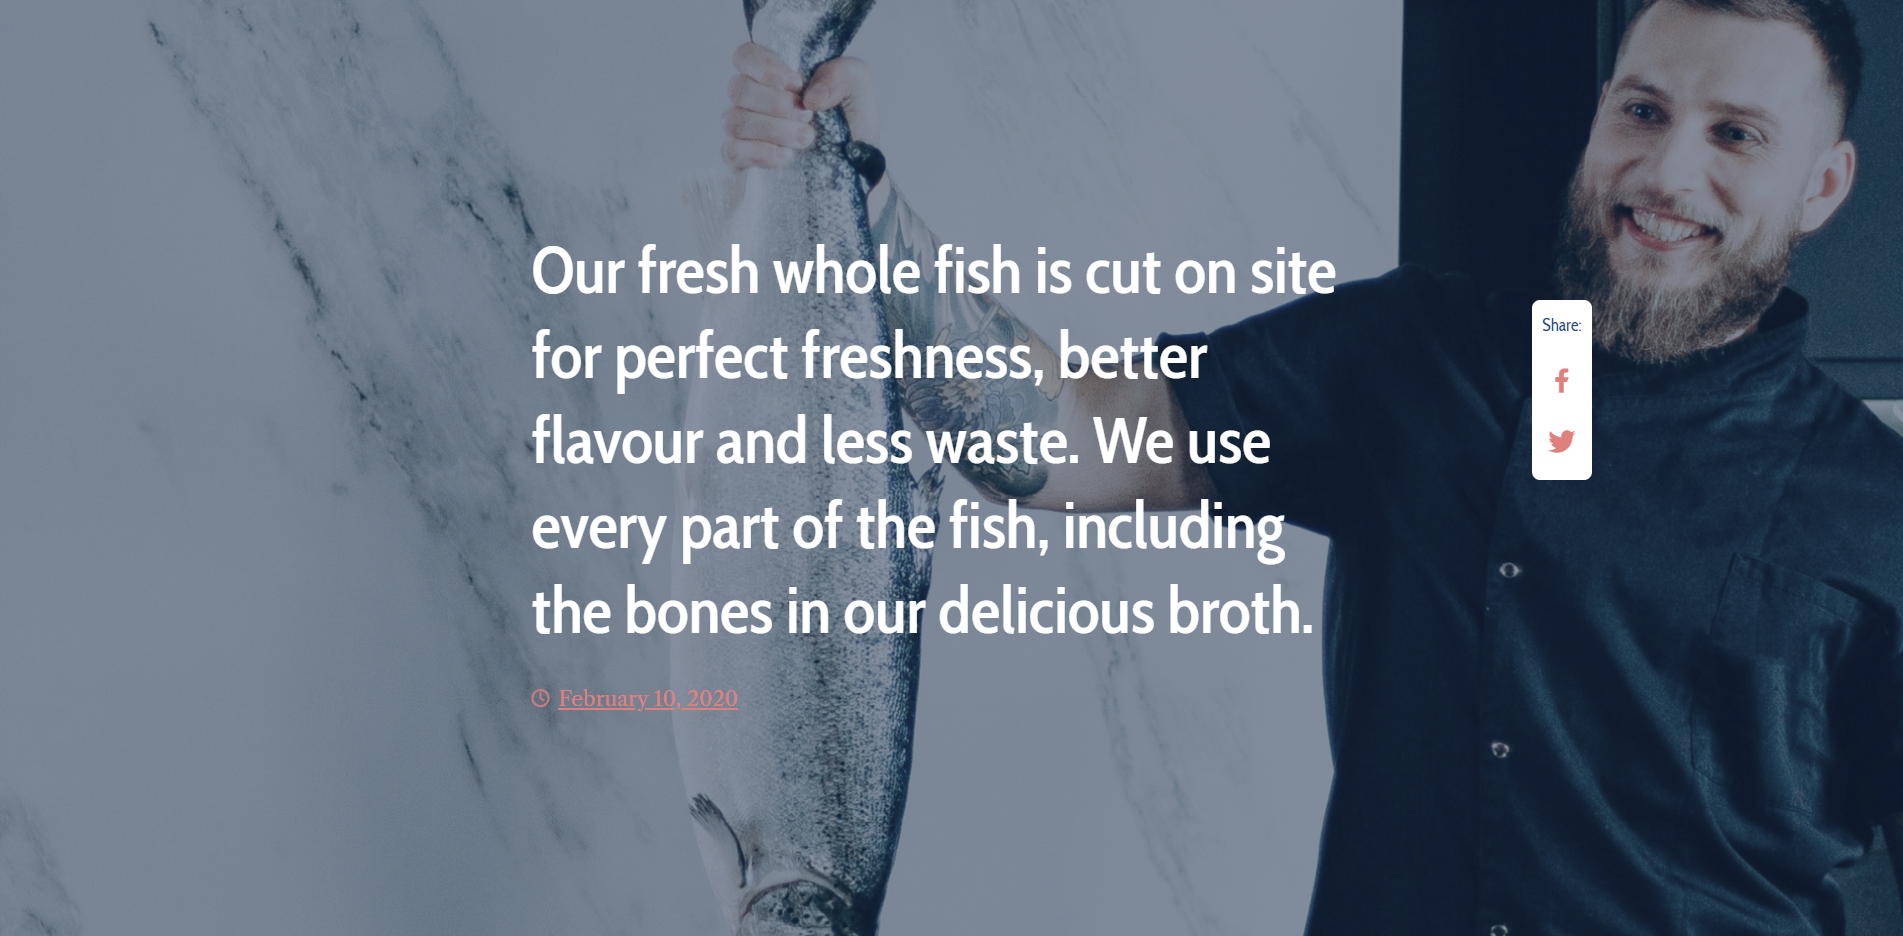 Our fresh whole fish is cut on site
for perfect freshness, better
flavour and less waste. We use
every part of the fish, including
the bones in our delicious broth.
February 10, 2020
Share: